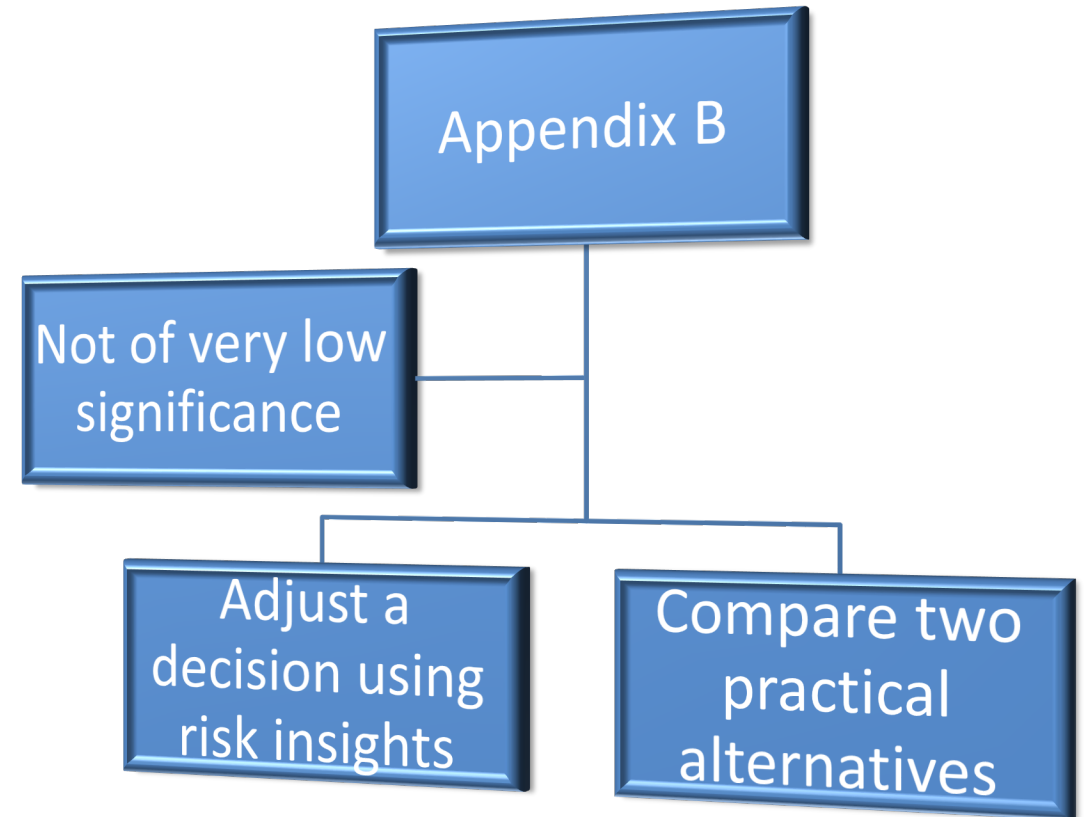 Appendix B
Not of very low
significance
Adjust a
decision using
risk insights
Compare two
practical
alternatives